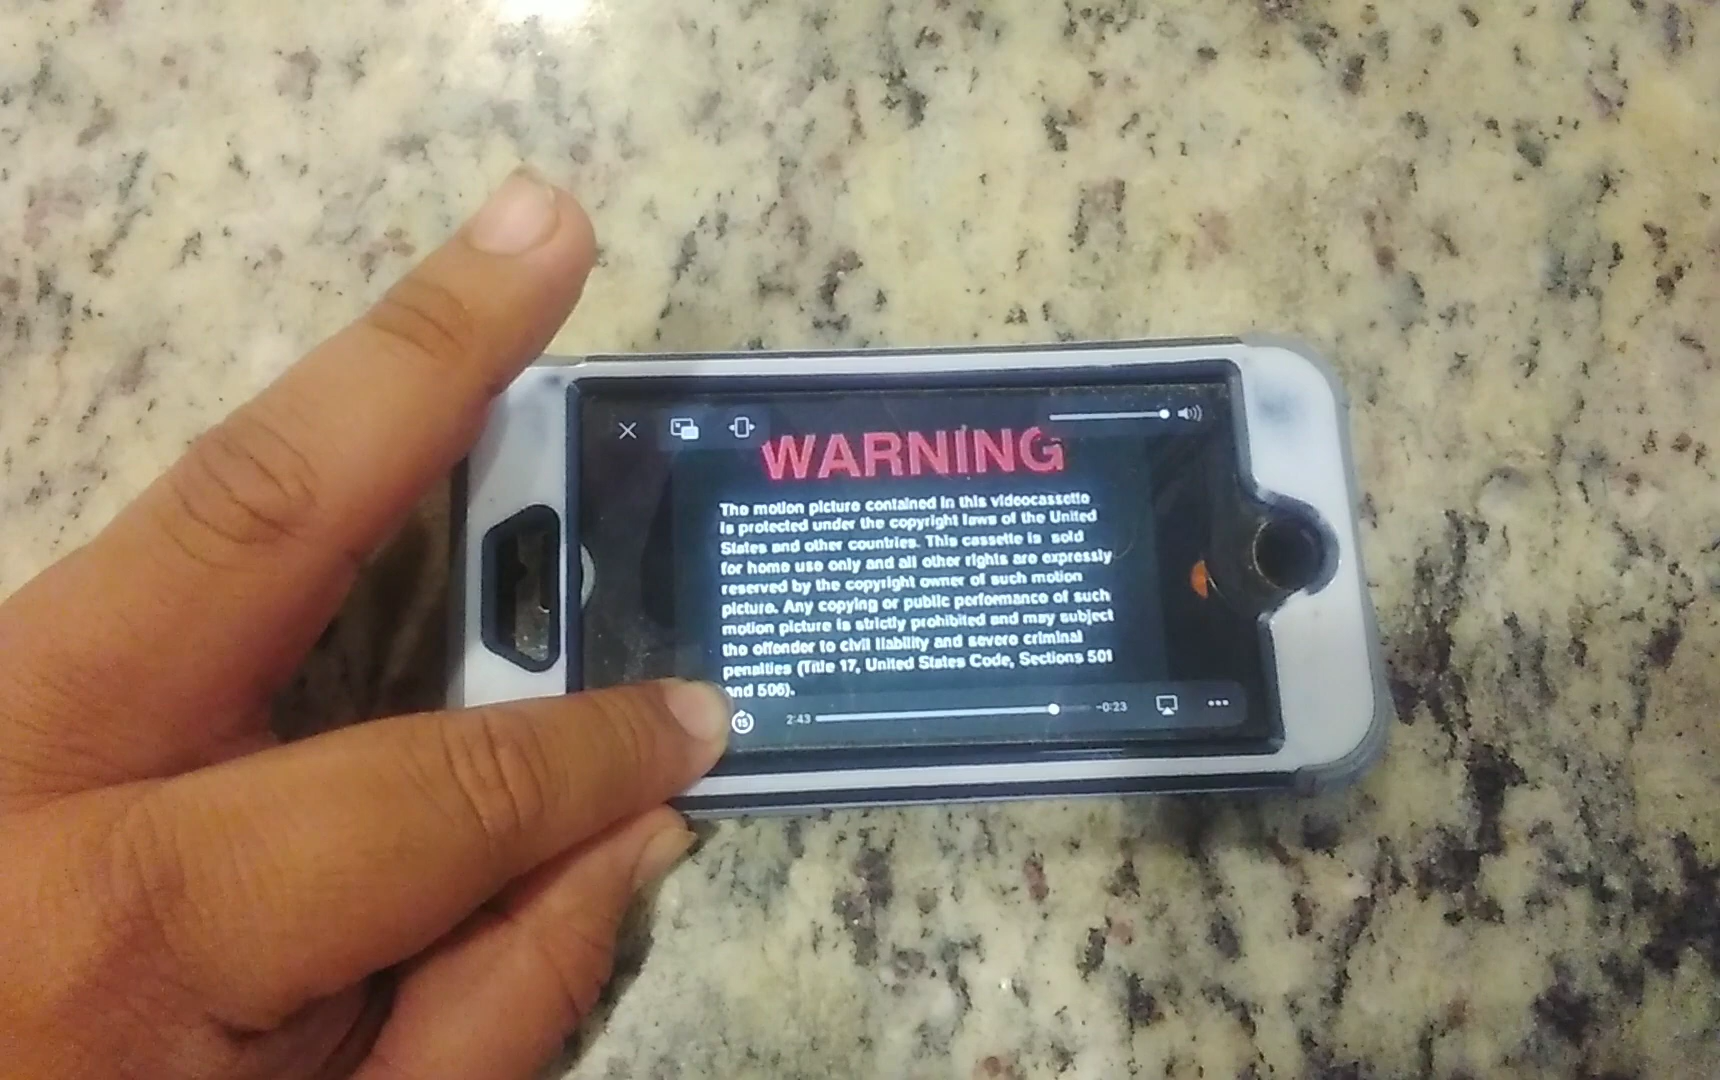 WARNING
The motion picture contained in this videocassette
is protected under the copyright laws of the United
States and other countries. This cassette is sold
for home use only and all other rights are expressly
reserved by the copyright owner of such motion
picture. Any copying or public performance of such
motion picture is strictly prohibited and may subject
the offender to civil liability and severe criminal
penalties (Title 17, United States Code, Sections 501
and 506).
15 2:43 -0:23